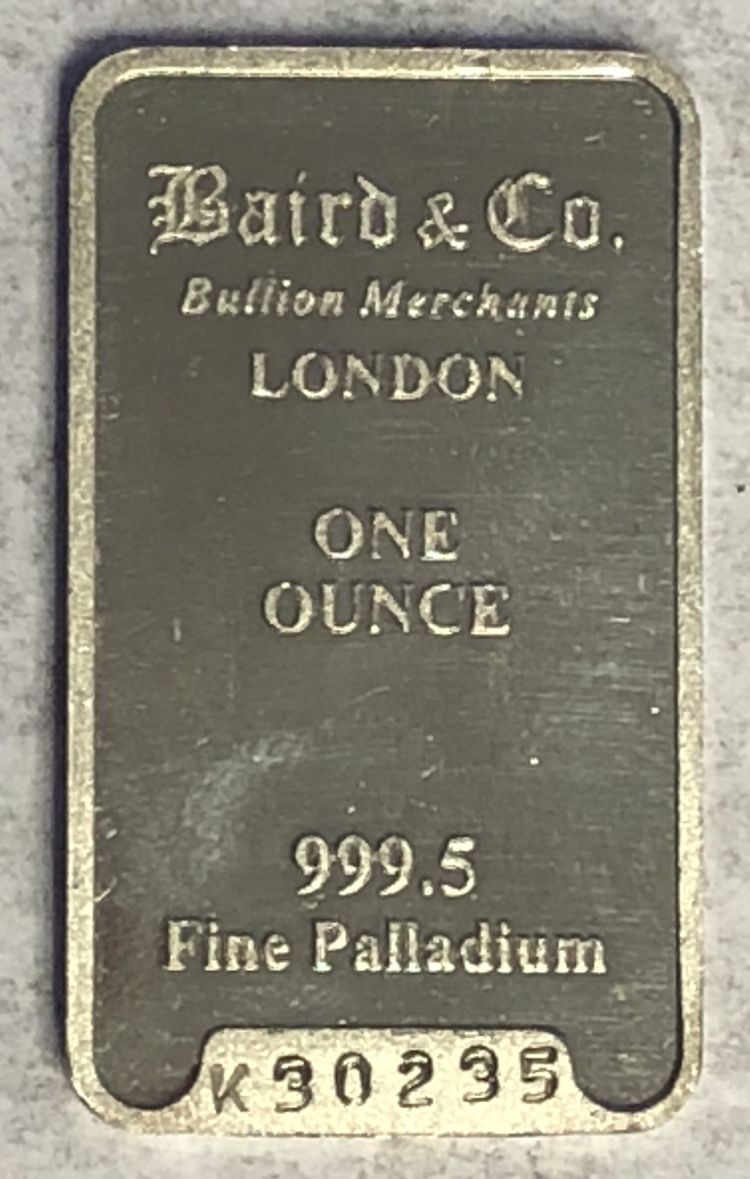 Baird & Co.
Bullion Merchants
LONDON
ONE
OUNCE
999.5
Fine Palladium
K30235